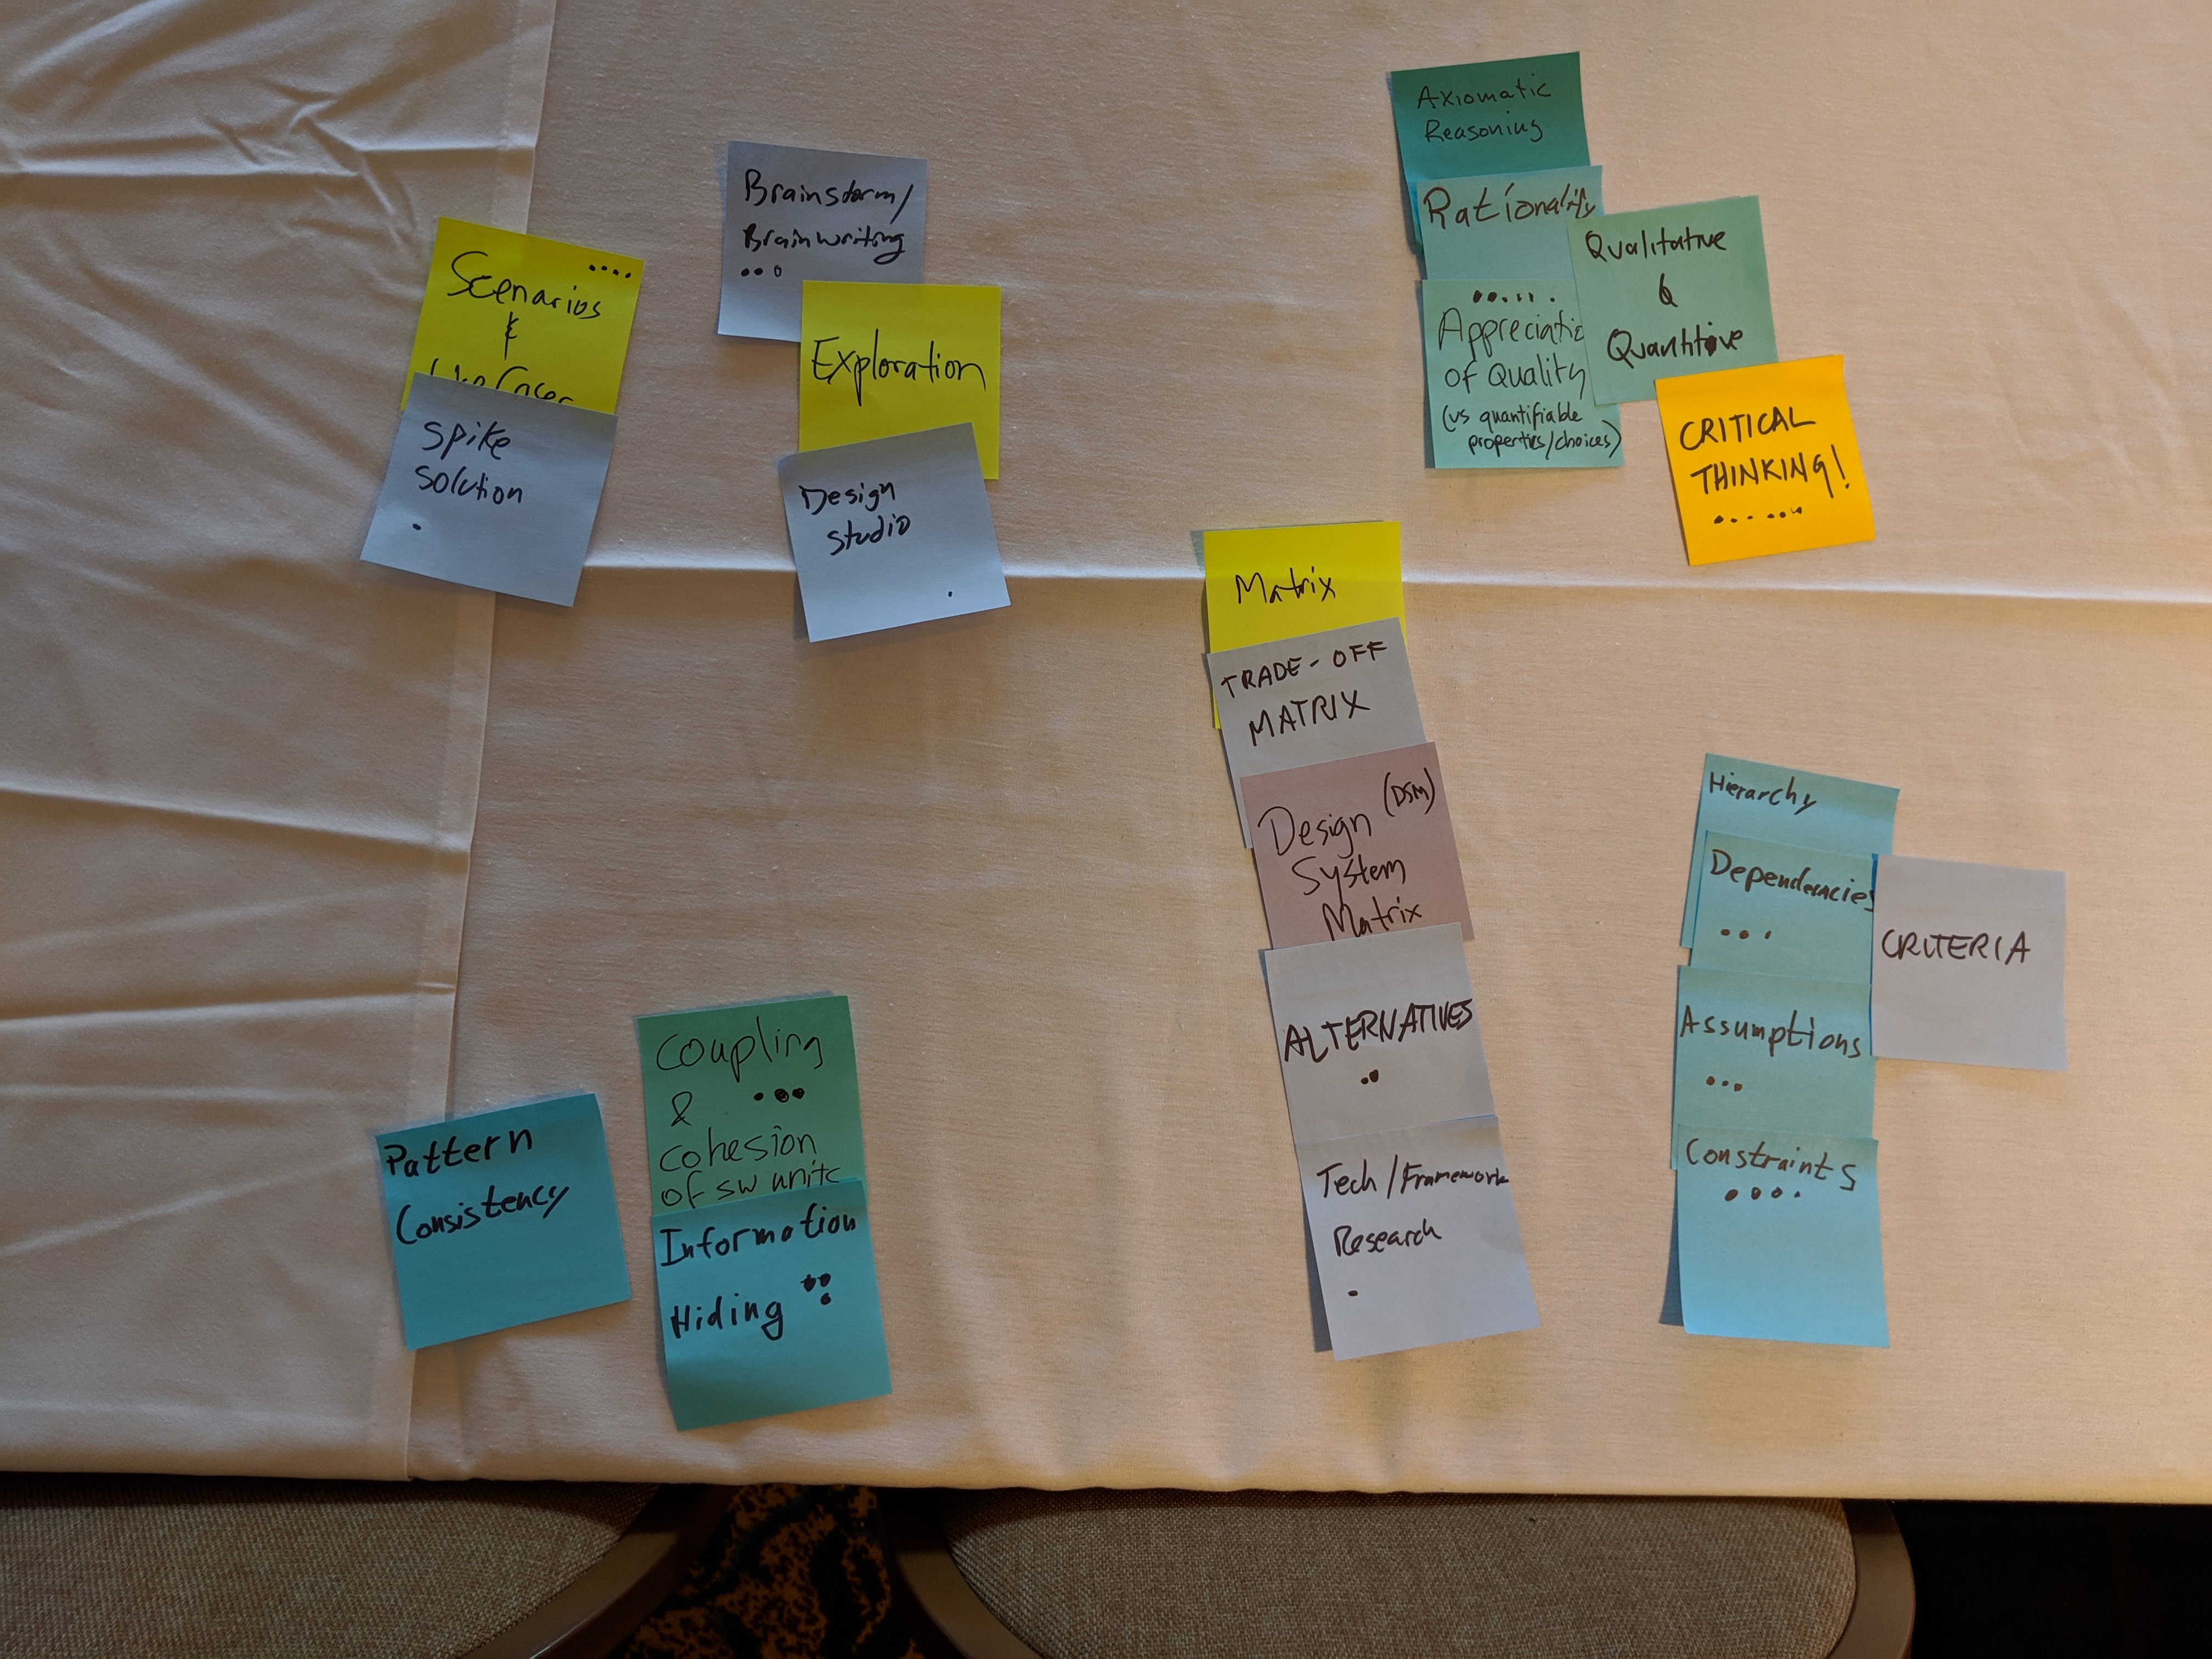 Scenarios
&
Use Cases
Spike
Solution
Brainstorm/
Brainwriting
Exploration
Design
studio
Axiomatic
Reasoning
Rationality
Appreciatio
of Quality
(vs quantifiable
properties/choices)
Qualitative
&
Quantitive
CRITICAL
THINKING!
Matrix
TRADE-OFF
MATRIX
(DSM)
Design
System
Matrix
ALTERNATIVES
Tech/Framework
Research
Hierarchy
Dependencies
Assumptions
Constraints
CRITERIA
Pattern
Consistency
Coupling
&
Cohesion
of sw units
Information
Hiding